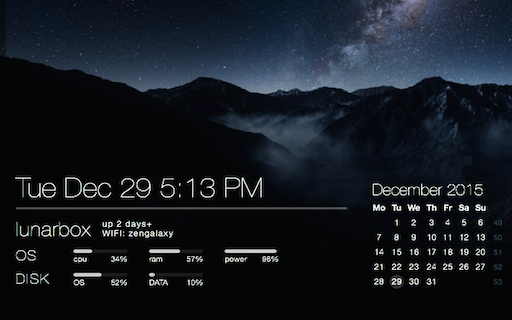 Tue Dec 29 5:13 PM
lunarbox
up 2 days+
WIFI: zengalaxy
OS
cpu 34%
ram 57%
power 96%
DISK
OS 52%
DATA 10%
December 2015
Mo Tu We Th Fr Sa Su
1 2 3 4 5 6 49
7 8 9 10 11 12 13 50
14 15 16 17 18 19 20 51
21 22 23 24 25 26 27 52
28 29 30 31 53